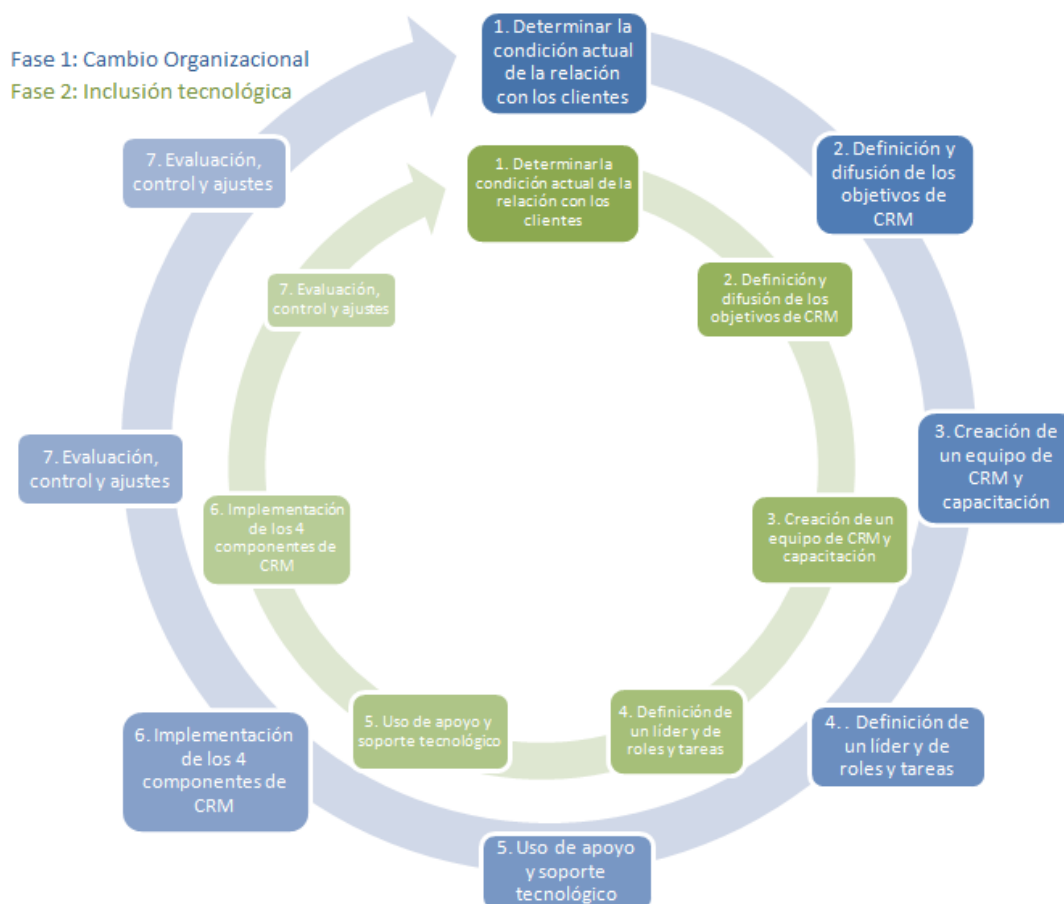 Fase 1: Cambio Organizacional
Fase 2: Inclusión tecnológica
1. Determinar la
condición actual
de la relación
con los clientes
2. Definición y
difusión de los
objetivos de
CRM
3. Creación de
un equipo de
CRM y
capacitación
4. . Definición de
un líder y de
roles y tareas
5. Uso de apoyo
y soporte
tecnológico
6. Implementación
de los 4
componentes de
CRM
7. Evaluación,
control y ajustes
7. Evaluación,
control y ajustes
1. Determinar la
condición actual de la
relación con los
clientes
2. Definición y
difusión de los
objetivos de CRM
3. Creación de un
equipo de CRM y
capacitación
4. Definición de
un líder y de
roles y tareas
5. Uso de apoyo y
soporte tecnológico
6. Implementación
de los 4
componentes de
CRM
7. Evaluación,
control y ajustes